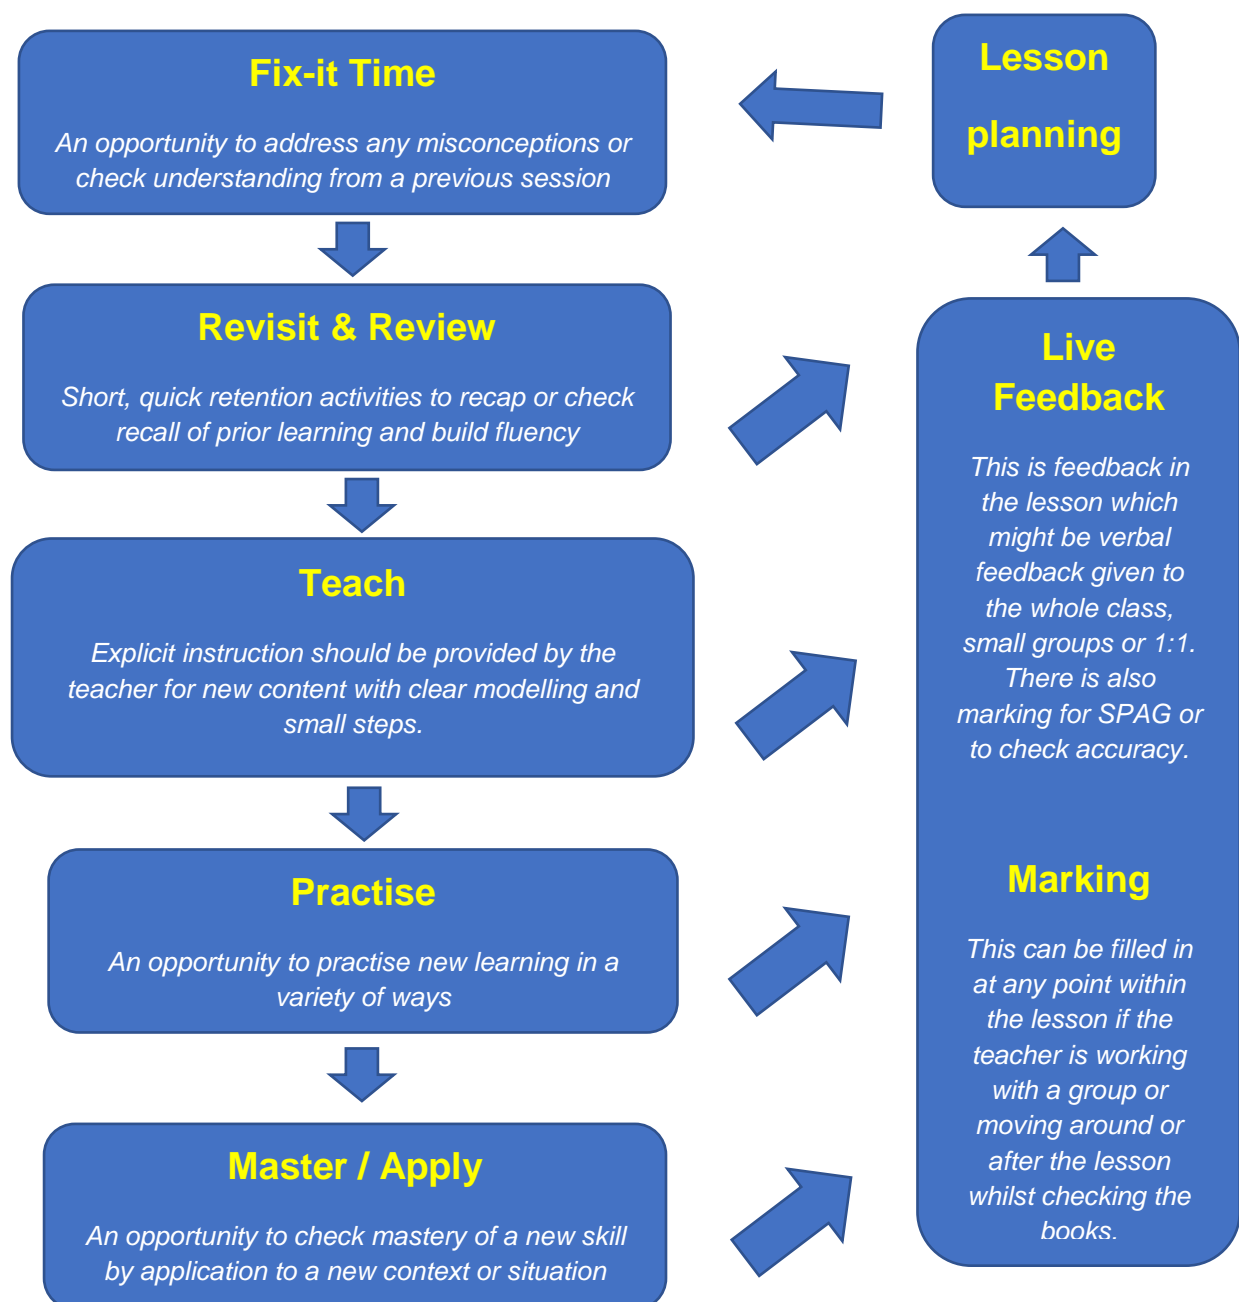 Fix-it Time
An opportunity to address any misconceptions or
check understanding from a previous session
Revisit & Review
Short, quick retention activities to recap or check
recall of prior learning and build fluency
Teach
Explicit instruction should be provided by the
teacher for new content with clear modelling and
small steps.
Practise
An opportunity to practise new learning in a
variety of ways
Master / Apply
An opportunity to check mastery of a new skill
by application to a new context or situation
Lesson
planning
Live
Feedback
This is feedback in
the lesson which
might be verbal
feedback given to
the whole class,
small groups or 1:1.
There is also
marking for SPAG or
to check accuracy.
Marking
This can be filled in
at any point within
the lesson if the
teacher is working
with a group or
moving around or
after the lesson
whilst checking the
books.